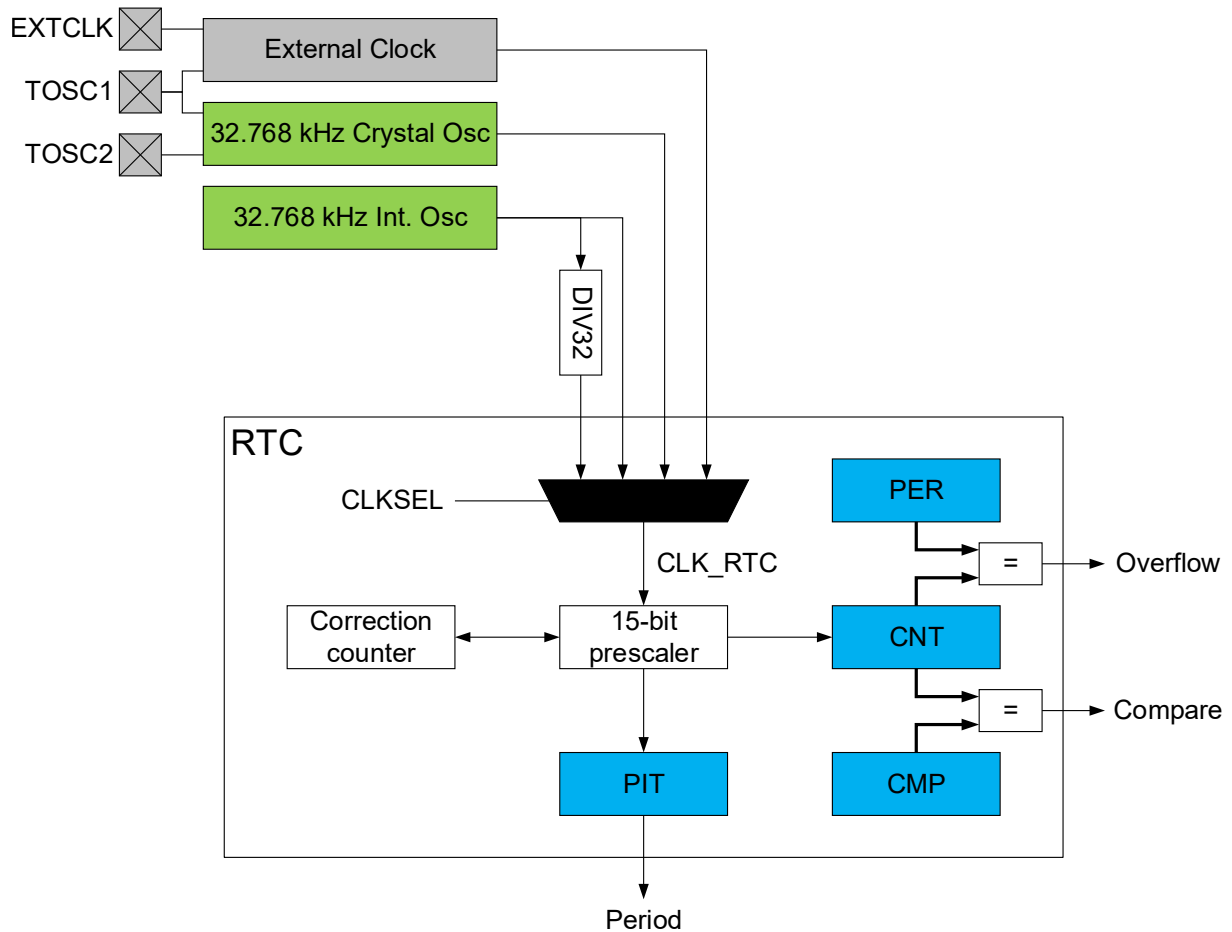 EXTCLK
External Clock
TOSC1
32.768 kHz Crystal Osc
TOSC2
32.768 kHz Int. Osc
DIV32
RTC
CLKSEL
PER
CLK_RTC
=
Overflow
Correction
counter
15-bit
prescaler
CNT
=
Compare
PIT
CMP
Period